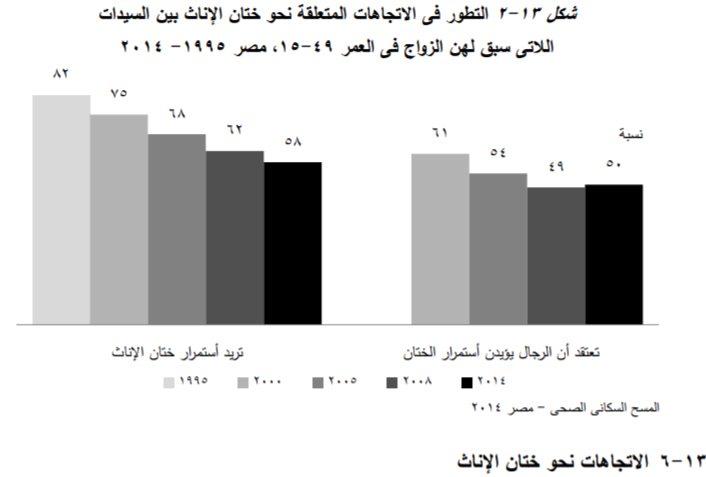 شكل ١٣-٢ التطور فى الاتجاهات المتعلقة نحو ختان الإناث بين السيدات
اللاتى سبق لهن الزواج فى العمر ٤٩-١٥، مصر ١٩٩٥- ٢٠١٤
نسبة
٦١
٥٤
٤٩
٥٠
٨٢
٧٥
٦٨
٦٢
٥٨
تعتقد أن الرجال يؤيدن أستمرار الختان
تريد أستمرار ختان الإناث
١٩٩٥ ٢٠٠٠ ٢٠٠٥ ٢٠٠٨ ٢٠١٤
المسح السكانى الصحى - مصر ٢٠١٤
١٣-٦ الاتجاهات نحو ختان الإناث